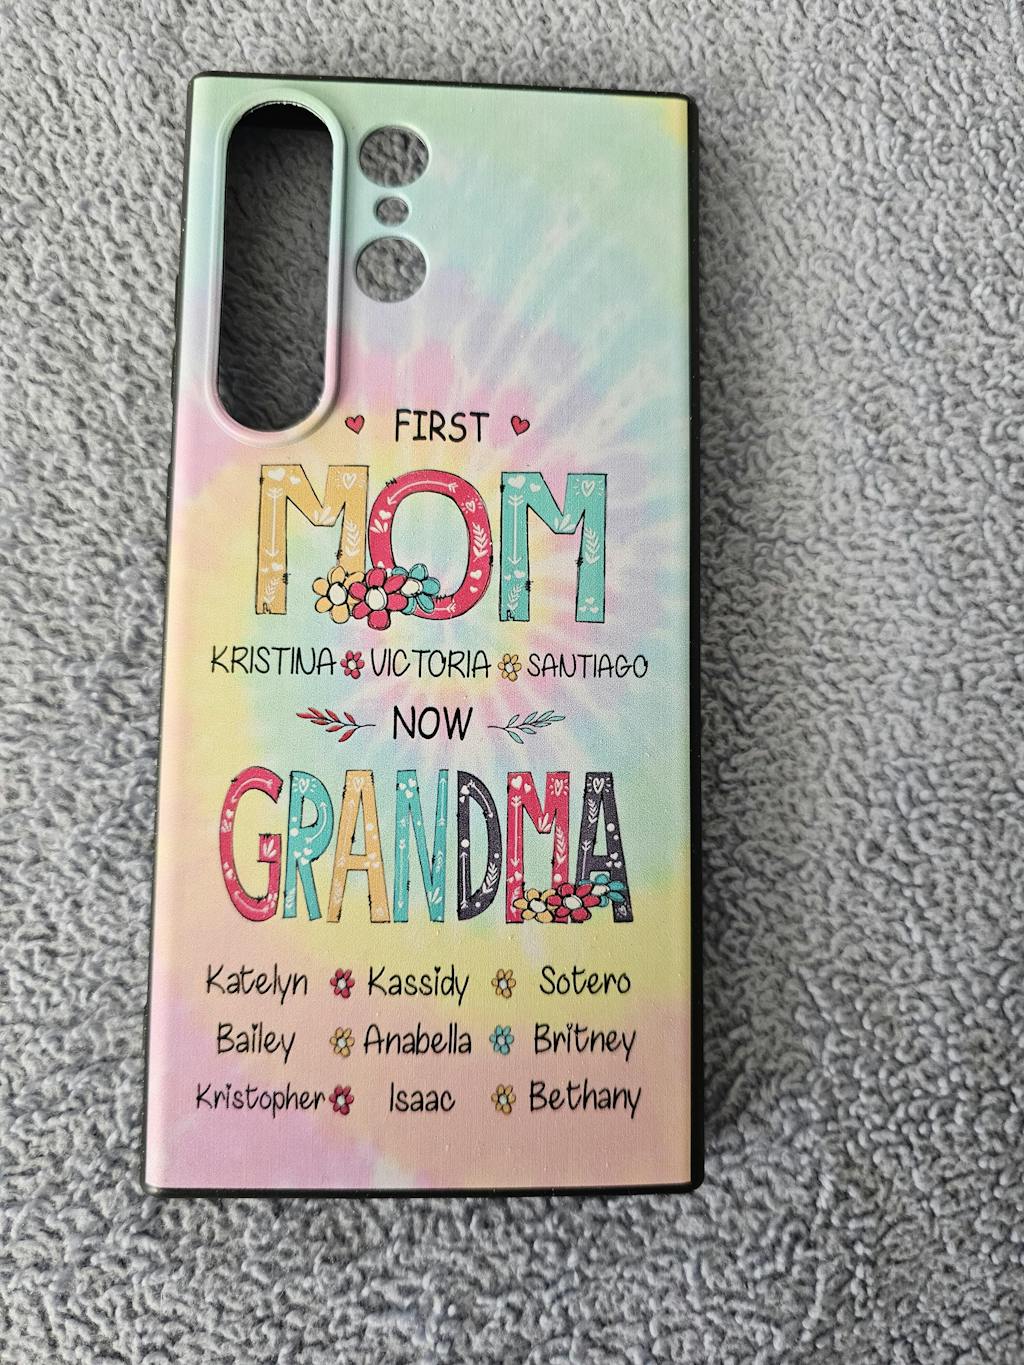 FIRST
MOM
KRISTINA VICTORIA SANTIAGO
NOW
GRANDMA
Katelyn Kassidy Sotero
Bailey Anabella Britney
Kristopher Isaac Bethany